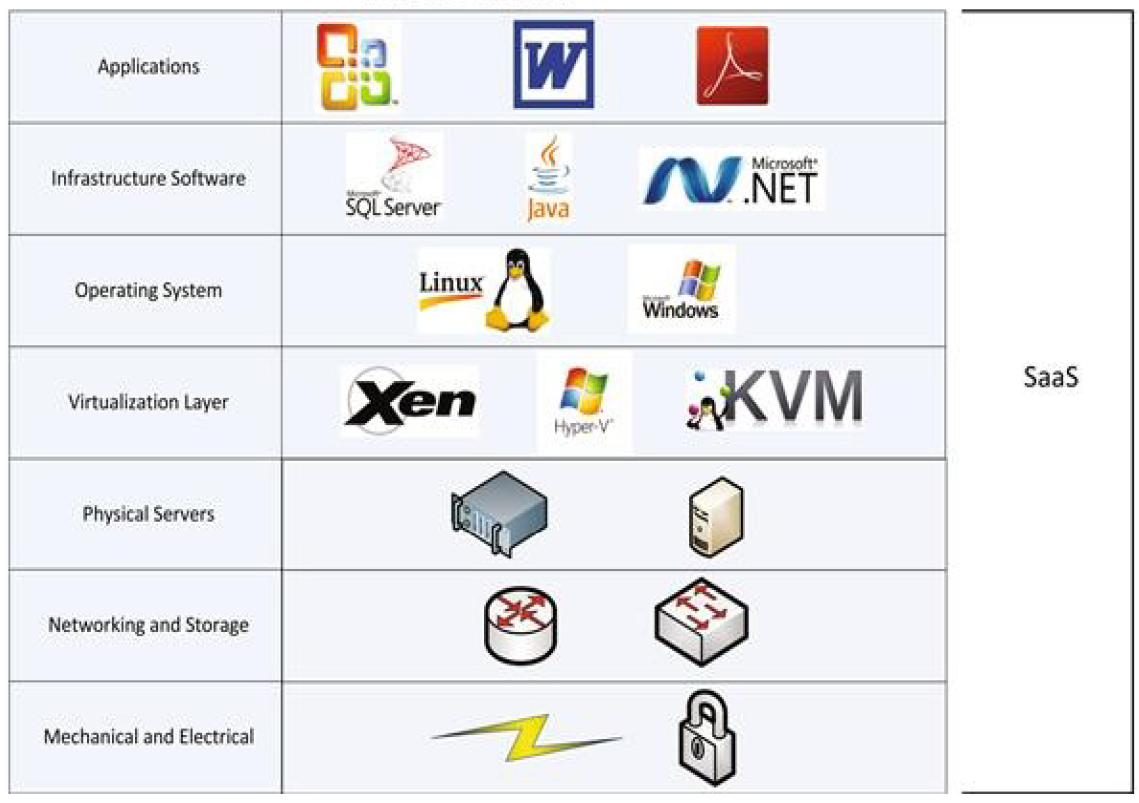 Applications
W
Infrastructure Software
Microsoft®
SQL Server
Java
Microsoft®
.NET
Operating System
Linux
Microsoft
Windows
Virtualization Layer
Xen
Hyper-V
KVM
SaaS
Physical Servers
Networking and Storage
Mechanical and Electrical